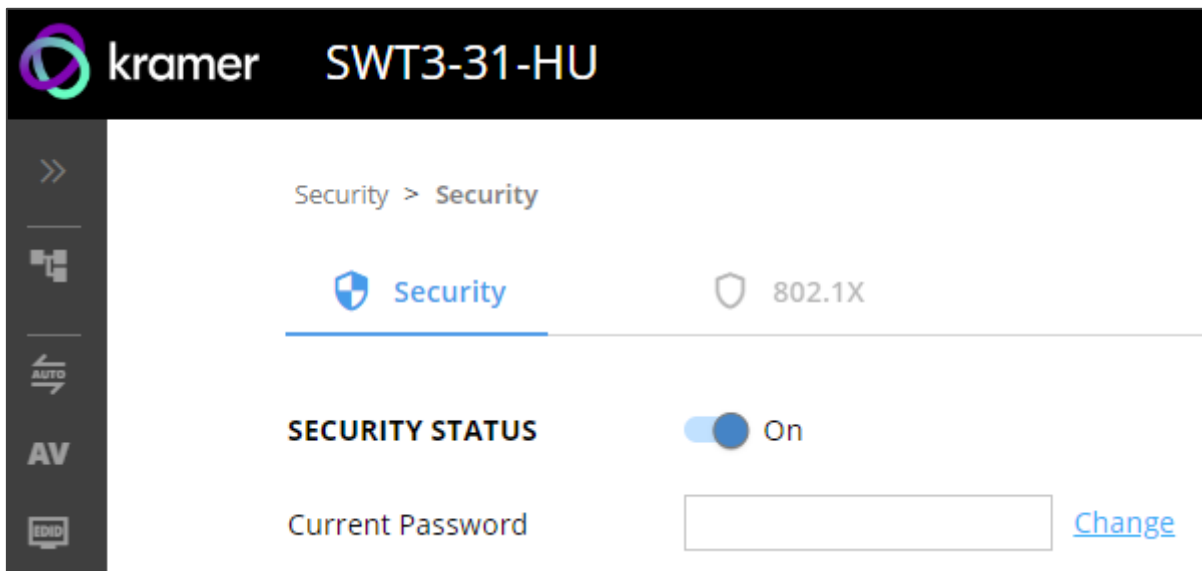 kramer SWT3-31-HU
Security > Security
Security 802.1X
AUTO
SECURITY STATUS On
AV
EDID
Current Password Change